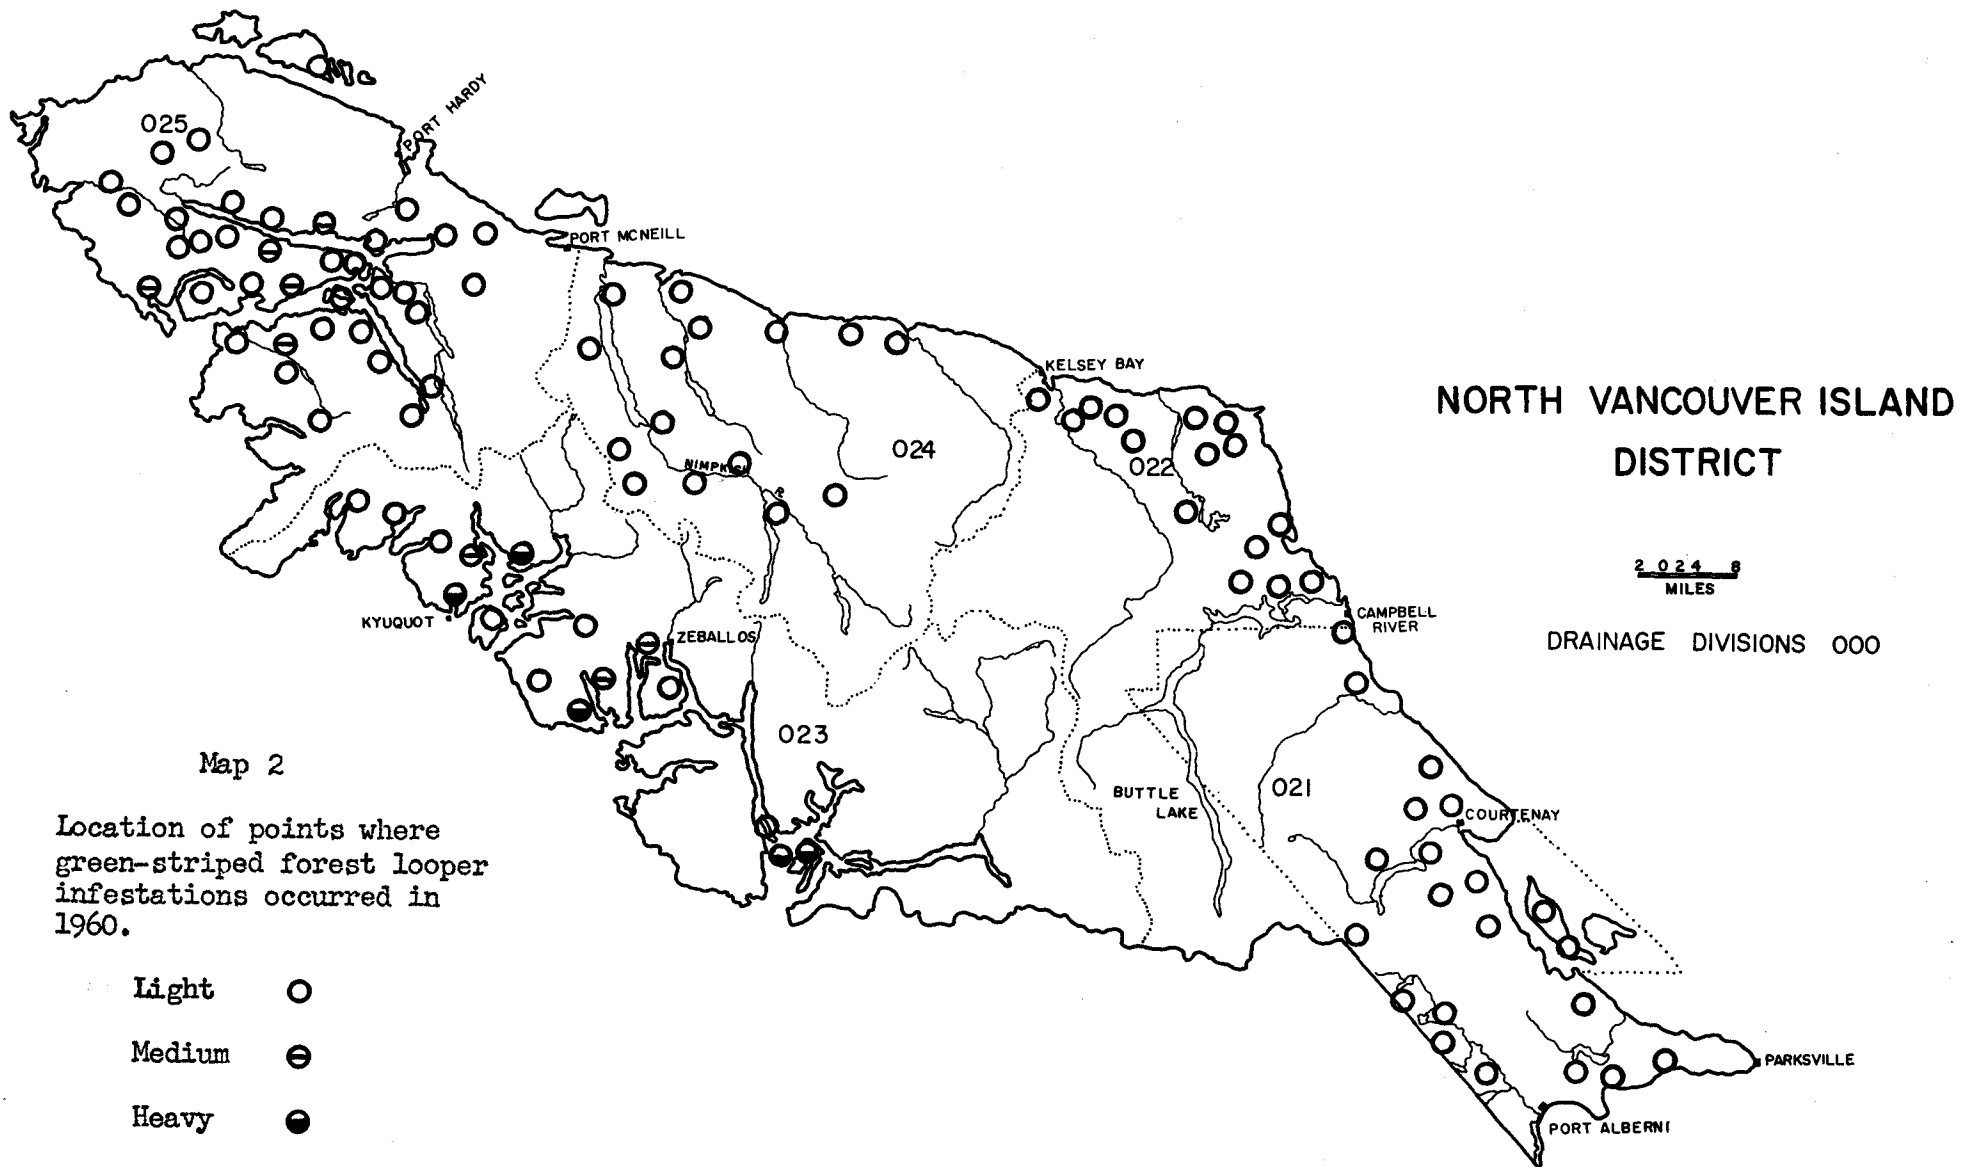 PORT HARDY
025
PORT MCNEILL
KELSEY BAY
NORTH VANCOUVER ISLAND
DISTRICT
024
022
NIMPKISH
2 0 2 4 8
MILES
CAMPBELL
RIVER
KYUQUOT
ZEBALLOS
DRAINAGE DIVISIONS 000
023
Map 2
021
BUTTLE
LAKE
COURTENAY
Location of points where
green-striped forest looper
infestations occurred in
1960.
Light
Medium
Heavy
PARKSVILLE
PORT ALBERNI